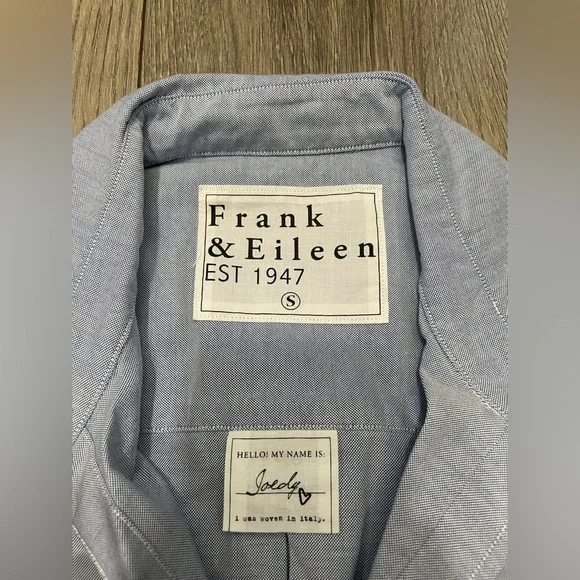 Frank
& Eileen
EST 1947
S
HELLO! MY NAME IS:
Joedy
i was woven in italy.